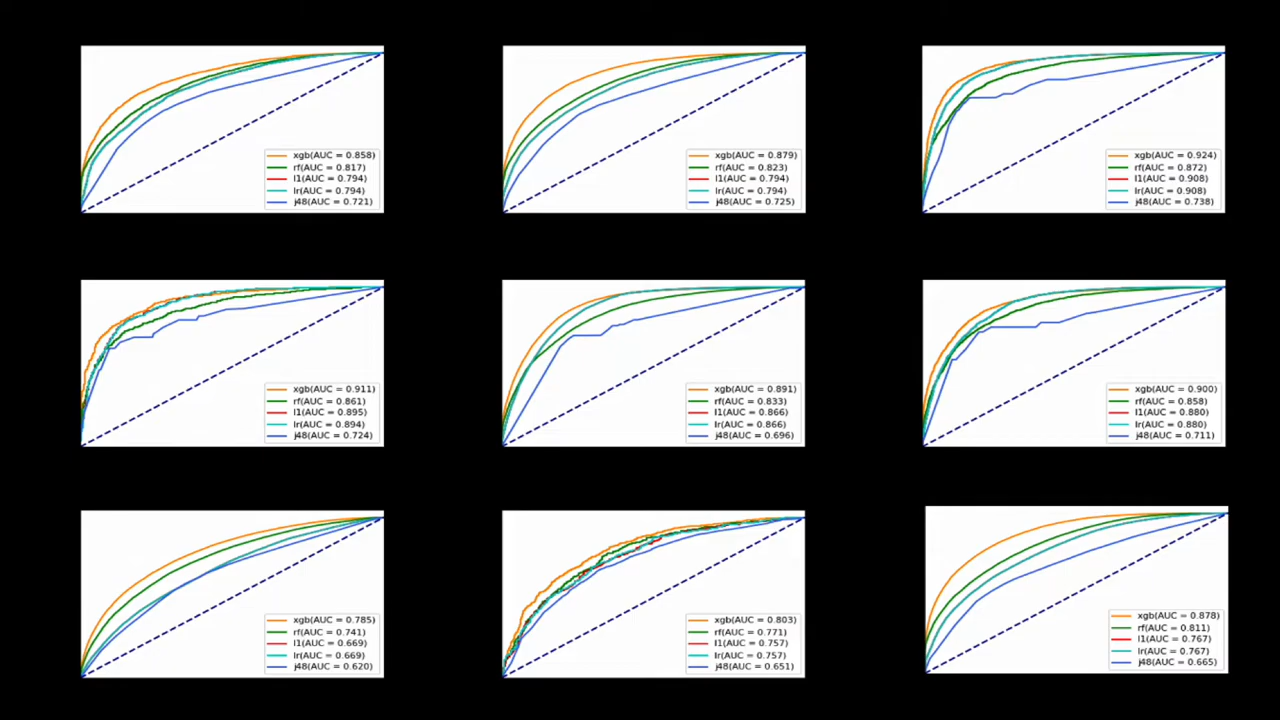 xgb(AUC = 0.858)
rf(AUC = 0.817)
l1(AUC = 0.794)
lr(AUC = 0.794)
j48(AUC = 0.721)
xgb(AUC = 0.879)
rf(AUC = 0.823)
l1(AUC = 0.794)
lr(AUC = 0.794)
j48(AUC = 0.725)
xgb(AUC = 0.924)
rf(AUC = 0.872)
l1(AUC = 0.908)
lr(AUC = 0.908)
j48(AUC = 0.738)
xgb(AUC = 0.911)
rf(AUC = 0.861)
l1(AUC = 0.895)
lr(AUC = 0.894)
j48(AUC = 0.724)
xgb(AUC = 0.891)
rf(AUC = 0.833)
l1(AUC = 0.866)
lr(AUC = 0.866)
j48(AUC = 0.696)
xgb(AUC = 0.900)
rf(AUC = 0.858)
l1(AUC = 0.880)
lr(AUC = 0.880)
j48(AUC = 0.711)
xgb(AUC = 0.785)
rf(AUC = 0.741)
l1(AUC = 0.669)
lr(AUC = 0.669)
j48(AUC = 0.620)
xgb(AUC = 0.803)
rf(AUC = 0.771)
l1(AUC = 0.757)
lr(AUC = 0.757)
j48(AUC = 0.651)
xgb(AUC = 0.878)
rf(AUC = 0.811)
l1(AUC = 0.767)
lr(AUC = 0.767)
j48(AUC = 0.665)